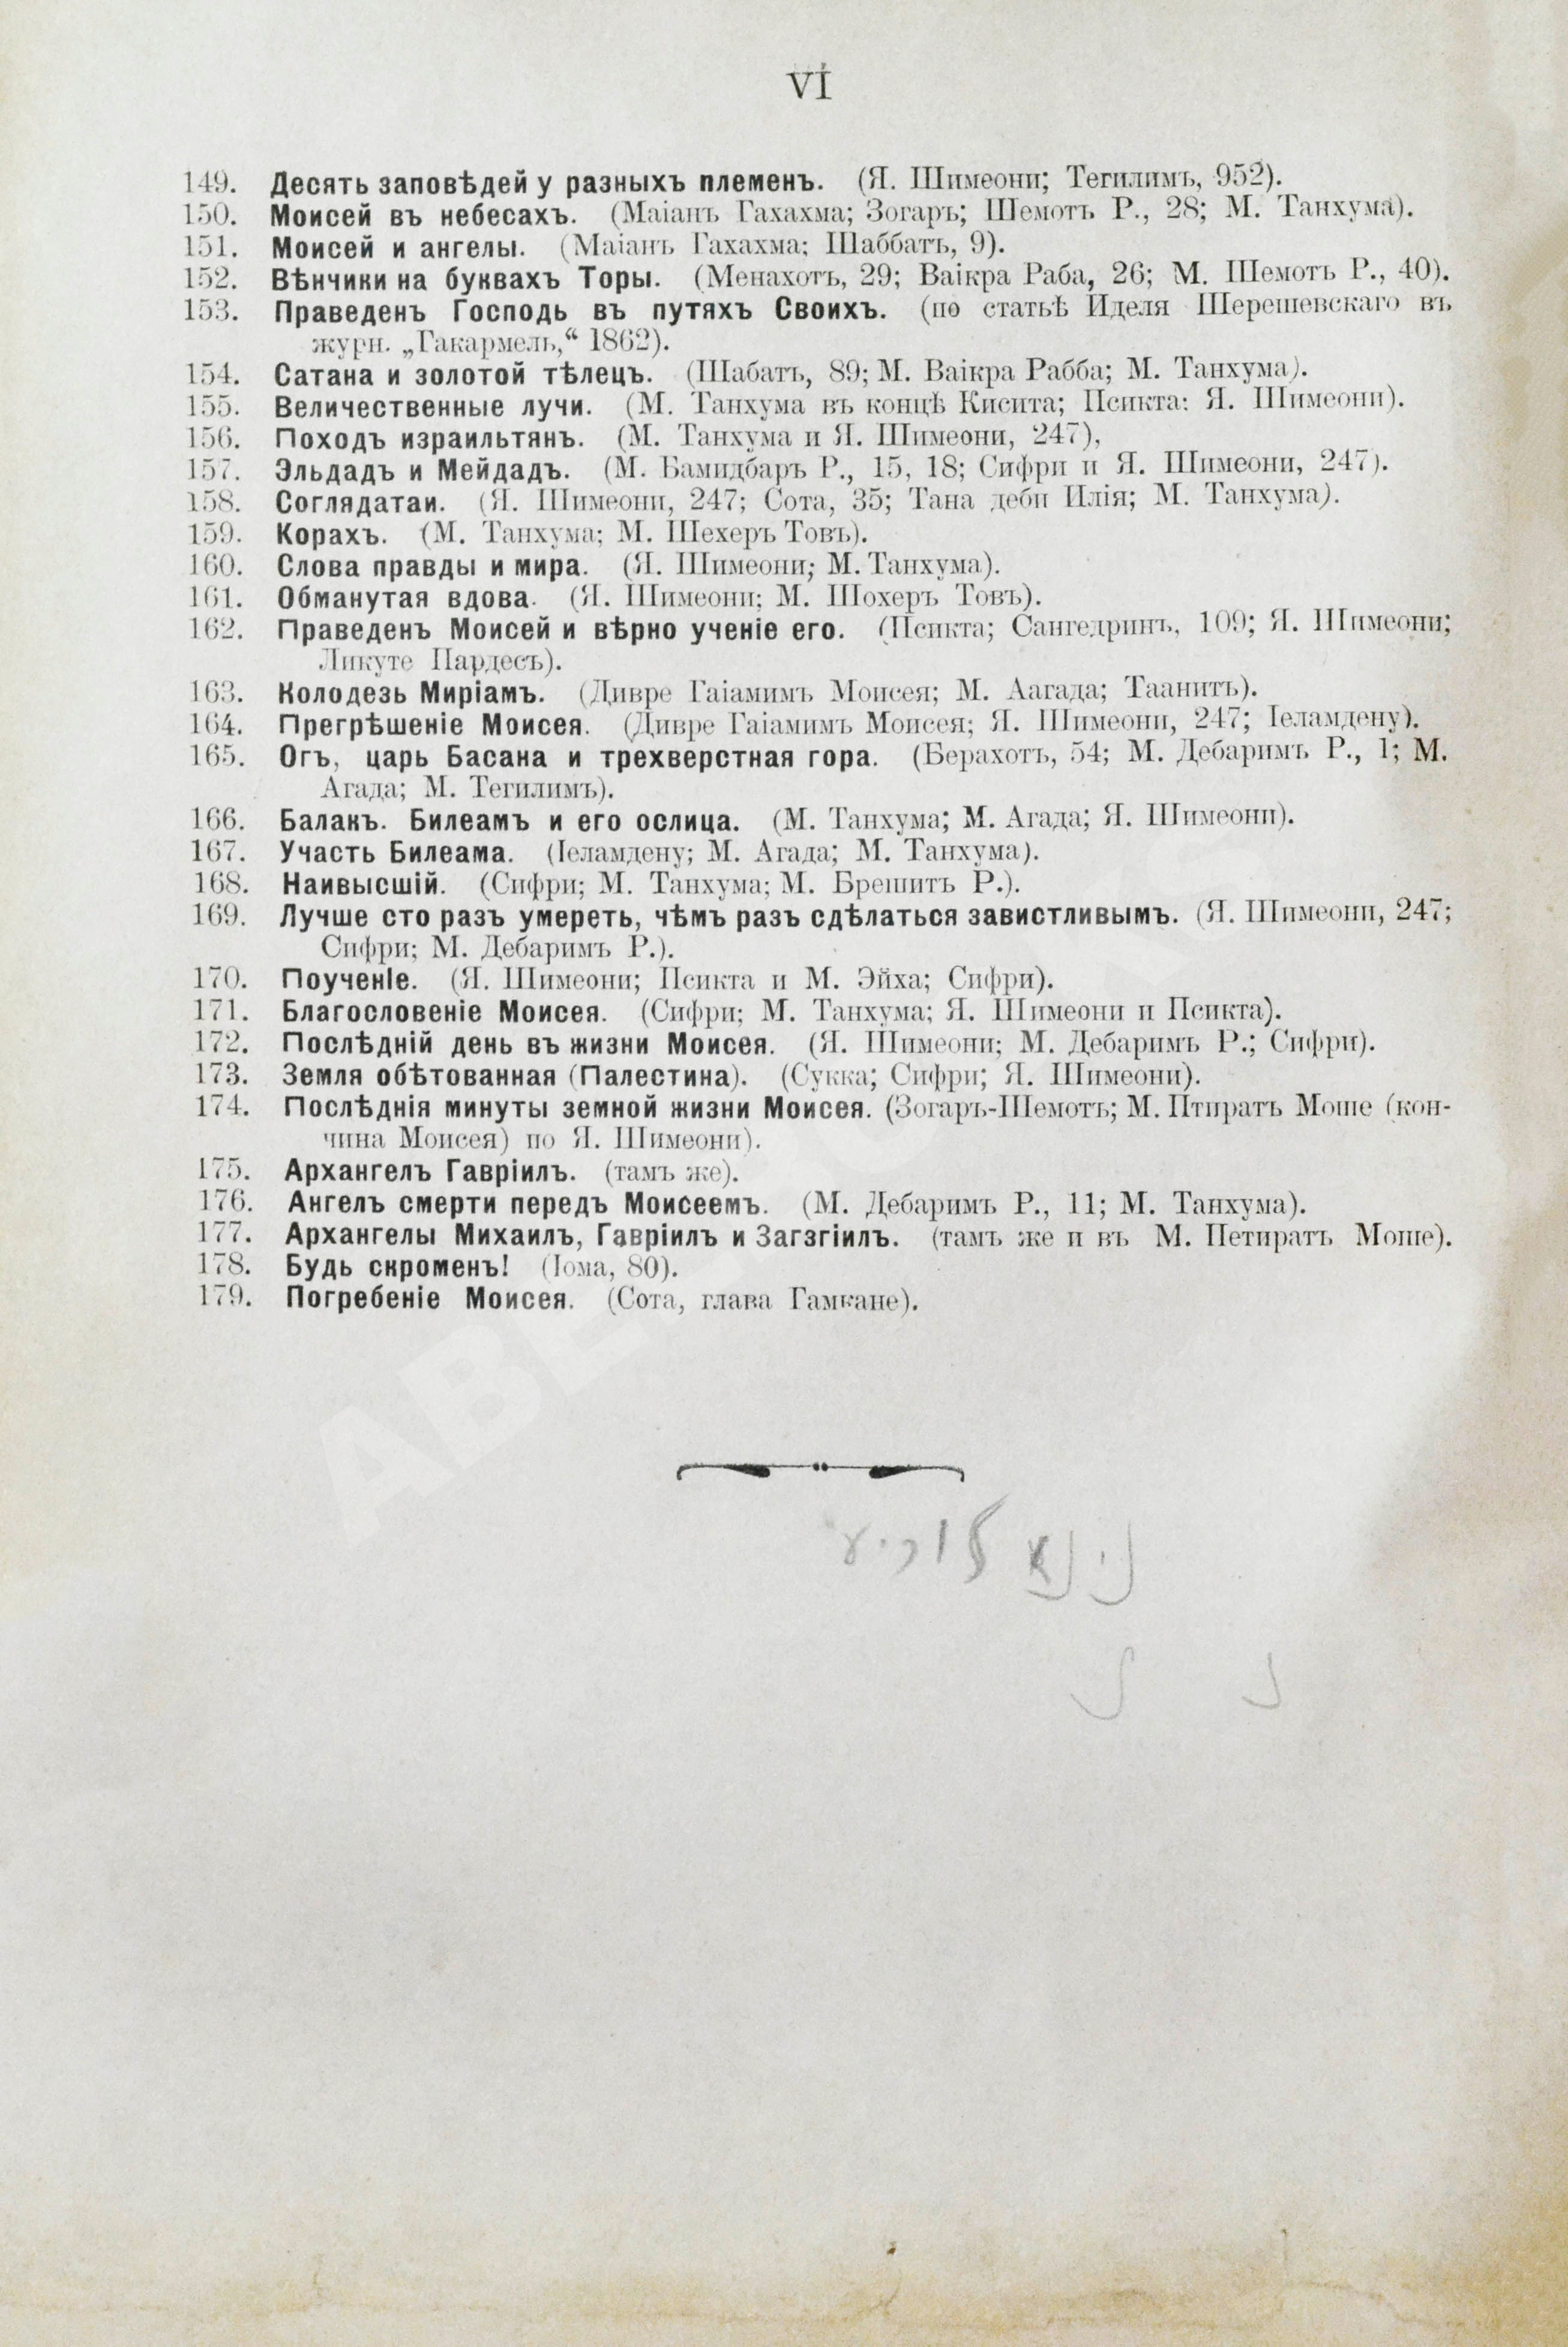 VI
149. Десять заповѣдей у разныхъ племенъ. (Я. Шимеони; Тегилимъ, 952).
150. Моисей въ небесахъ. (Маіанъ Гахахма; Зогаръ; Шемотъ Р., 28; М. Танхума).
151. Моисей и ангелы. (Маіанъ Гахахма; Шаббатъ, 9).
152. Вѣнчики на буквахъ Торы. (Менахотъ, 29; Ваікра Раба, 26; М. Шемотъ Р., 40).
153. Праведенъ Господь въ путяхъ Своихъ. (по статьѣ Иделя Шерешевскаго въ
журн. „Гакармель,“ 1862).
154. Сатана и золотой тѣлецъ. (Шабатъ, 89; М. Ваікра Рабба; М. Танхума).
155. Величественные лучи. (М. Танхума въ концѣ Кисита; Псикта: Я. Шимеони).
156. Походъ израильтянъ. (М. Танхума и Я. Шимеони, 247),
157. Эльдадъ и Мейдадъ. (М. Бамидбаръ Р., 15, 18; Сифри и Я. Шимеони, 247).
158. Соглядатаи. (Я. Шимеони, 247; Сота, 35; Тана деби Илія; М. Танхума).
159. Корахъ. (М. Танхума; М. Шехеръ Товъ).
160. Слова правды и мира. (Я. Шимеони; М. Танхума).
161. Обманутая вдова. (Я. Шимеони; М. Шохеръ Товъ).
162. Праведенъ Моисей и вѣрно ученіе его. (Псикта; Сангедринъ, 109; Я. Шимеони;
Ликуте Пардесъ).
163. Колодезь Миріамъ. (Дивре Гаіамимъ Моисея; М. Аагада; Таанитъ).
164. Прегрѣшеніе Моисея. (Дивре Гаіамимъ Моисея; Я. Шимеони, 247; Іеламдену).
165. Огъ, царь Басана и трехверстная гора. (Берахотъ, 54; М. Дебаримъ Р., 1; М.
Агада; М. Тегилимъ).
166. Балакъ. Билеамъ и его ослица. (М. Танхума; М. Агада; Я. Шимеони).
167. Участь Билеама. (Іеламдену; М. Агада; М. Танхума).
168. Наивысшій. (Сифри; М. Танхума; М. Брешитъ Р.).
169. Лучше сто разъ умереть, чѣмъ разъ сдѣлаться завистливымъ. (Я. Шимеони, 247;
Сифри; М. Дебаримъ Р.).
170. Поученіе. (Я. Шимеони; Псикта и М. Эйха; Сифри).
171. Благословеніе Моисея. (Сифри; М. Танхума; Я. Шимеони и Псикта).
172. Послѣдній день въ жизни Моисея. (Я. Шимеони; М. Дебаримъ Р.; Сифри).
173. Земля обѣтованная (Палестина). (Сукка; Сифри; Я. Шимеони).
174. Послѣднія минуты земной жизни Моисея. (Зогаръ-Шемотъ; М. Птиратъ Моше (кон-
чина Моисея) по Я. Шимеони).
175. Архангелъ Гавріилъ. (тамъ же).
176. Ангелъ смерти передъ Моисеемъ. (М. Дебаримъ Р., 11; М. Танхума).
177. Архангелы Михаилъ, Гавріилъ и Загзгіилъ. (тамъ же и въ М. Петиратъ Моше).
178. Будь скроменъ! (Іома, 80).
179. Погребеніе Моисея. (Сота, глава Гамкане).